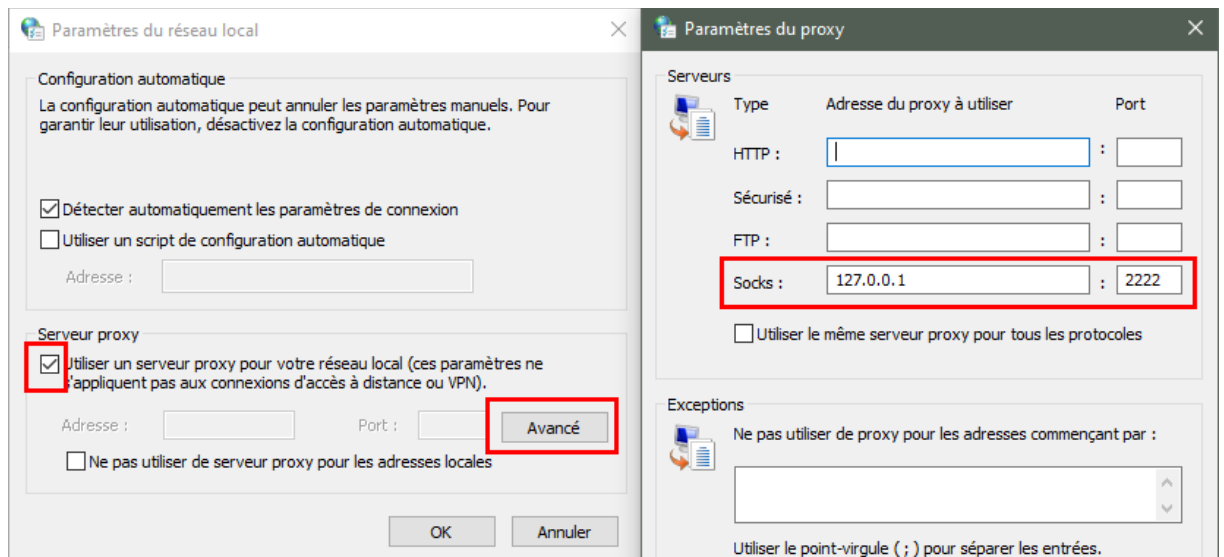 Paramètres du réseau local
Configuration automatique
La configuration automatique peut annuler les paramètres manuels. Pour
garantir leur utilisation, désactivez la configuration automatique.
Détecter automatiquement les paramètres de connexion
Utiliser un script de configuration automatique
Adresse :
Serveur proxy
Utiliser un serveur proxy pour votre réseau local (ces paramètres ne
s'appliquent pas aux connexions d'accès à distance ou VPN).
Adresse :
Port :
Avancé
Ne pas utiliser de serveur proxy pour les adresses locales
OK
Annuler
Paramètres du proxy
Serveurs
Type
Adresse du proxy à utiliser
Port
HTTP :
:
Sécurisé :
:
FTP :
:
Socks :
127.0.0.1
:
2222
Utiliser le même serveur proxy pour tous les protocoles
Exceptions
Ne pas utiliser de proxy pour les adresses commençant par :
Utiliser le point-virgule ( ; ) pour séparer les entrées.